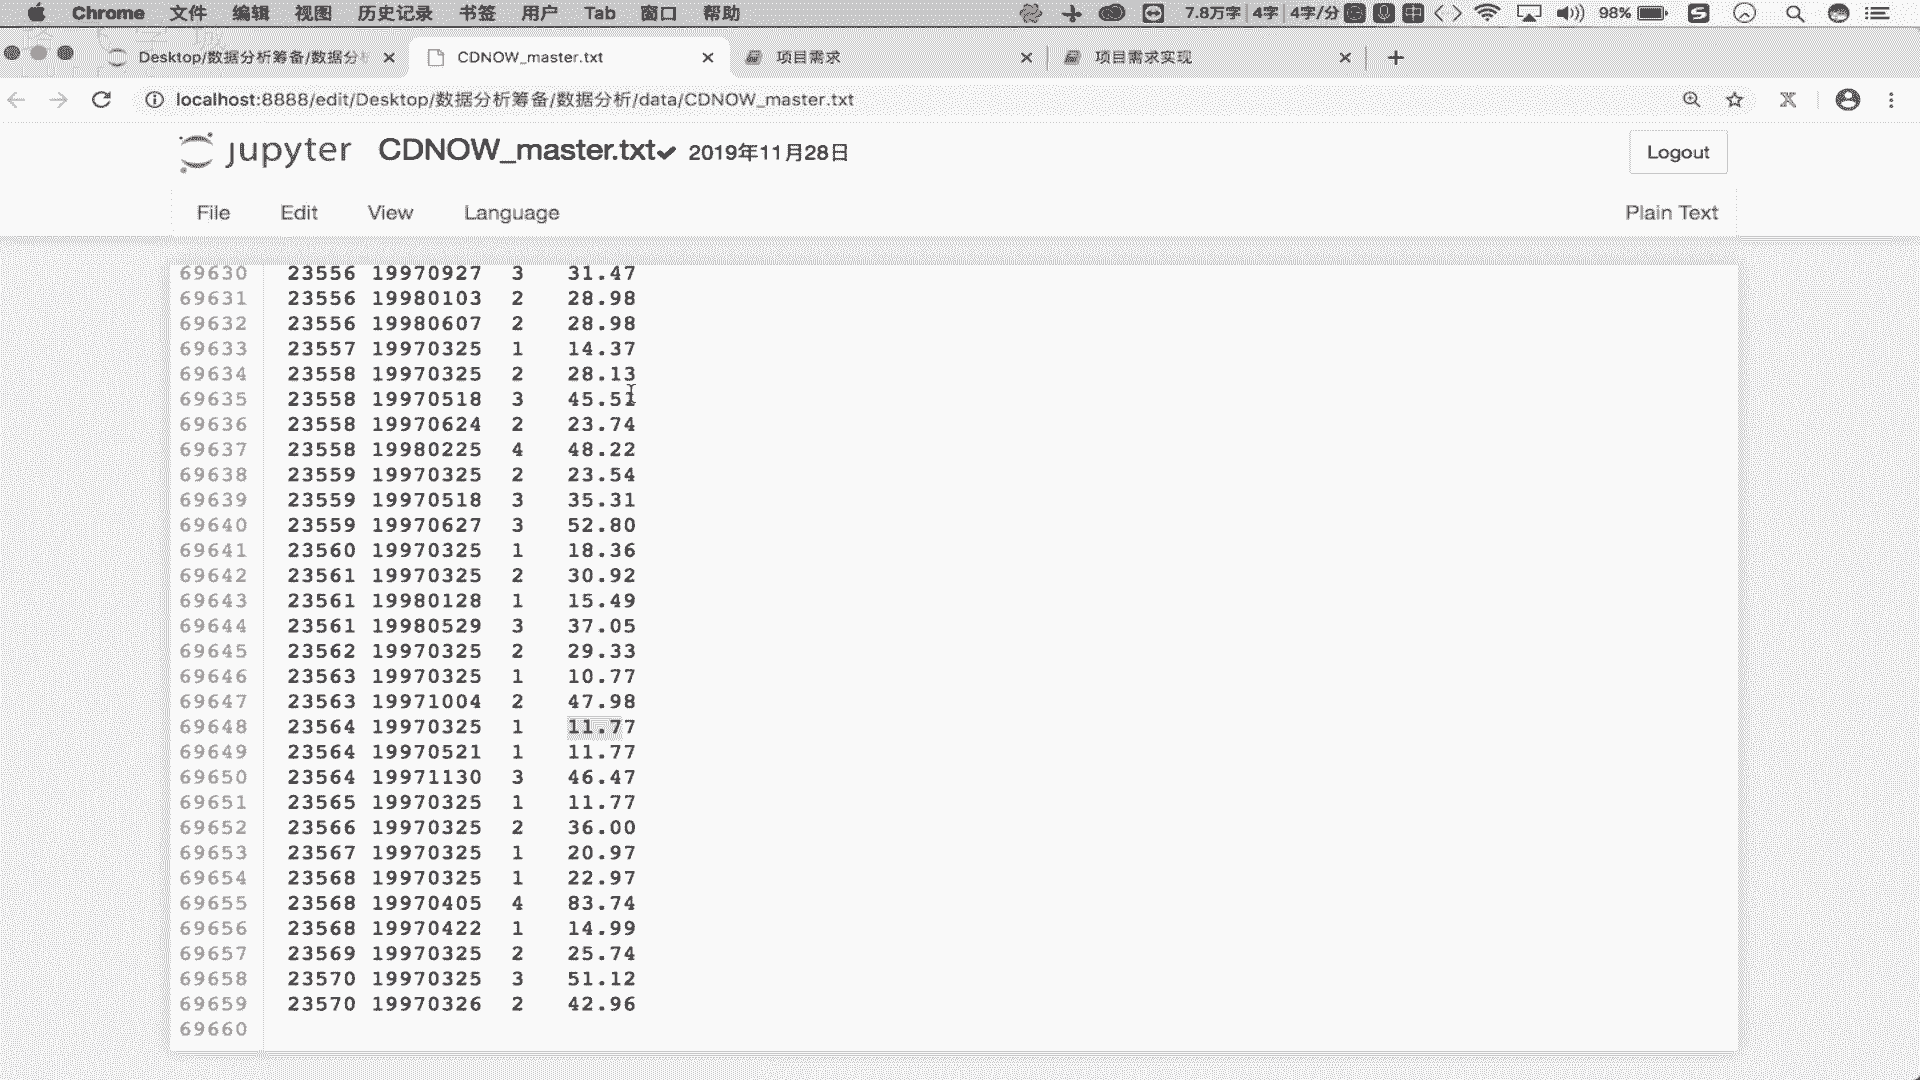 Chrome 文件 编辑 视图 历史记录 书签 用户 Tab 窗口 帮助 7.8万字 4字 4字/分 中 98%
Desktop/数据分析筹备/数据分 CDNOW_master.txt 项目需求 项目需求实现
localhost:8888/edit/Desktop/数据分析筹备/数据分析/data/CDNOW_master.txt
jupyter CDNOW_master.txt 2019年11月28日 Logout
File Edit View Language Plain Text
69630 23556 19970927 3 31.47
69631 23556 19980103 2 28.98
69632 23556 19980607 2 28.98
69633 23557 19970325 1 14.37
69634 23558 19970325 2 28.13
69635 23558 19970518 3 45.51
69636 23558 19970624 2 23.74
69637 23558 19980225 4 48.22
69638 23559 19970325 2 23.54
69639 23559 19970518 3 35.31
69640 23559 19970627 3 52.80
69641 23560 19970325 1 18.36
69642 23561 19970325 2 30.92
69643 23561 19980128 1 15.49
69644 23561 19980529 3 37.05
69645 23562 19970325 2 29.33
69646 23563 19970325 1 10.77
69647 23563 19971004 2 47.98
69648 23564 19970325 1 11.77
69649 23564 19970521 1 11.77
69650 23564 19971130 3 46.47
69651 23565 19970325 1 11.77
69652 23566 19970325 2 36.00
69653 23567 19970325 1 20.97
69654 23568 19970325 1 22.97
69655 23568 19970405 4 83.74
69656 23568 19970422 1 14.99
69657 23569 19970325 2 25.74
69658 23570 19970325 3 51.12
69659 23570 19970326 2 42.96
69660